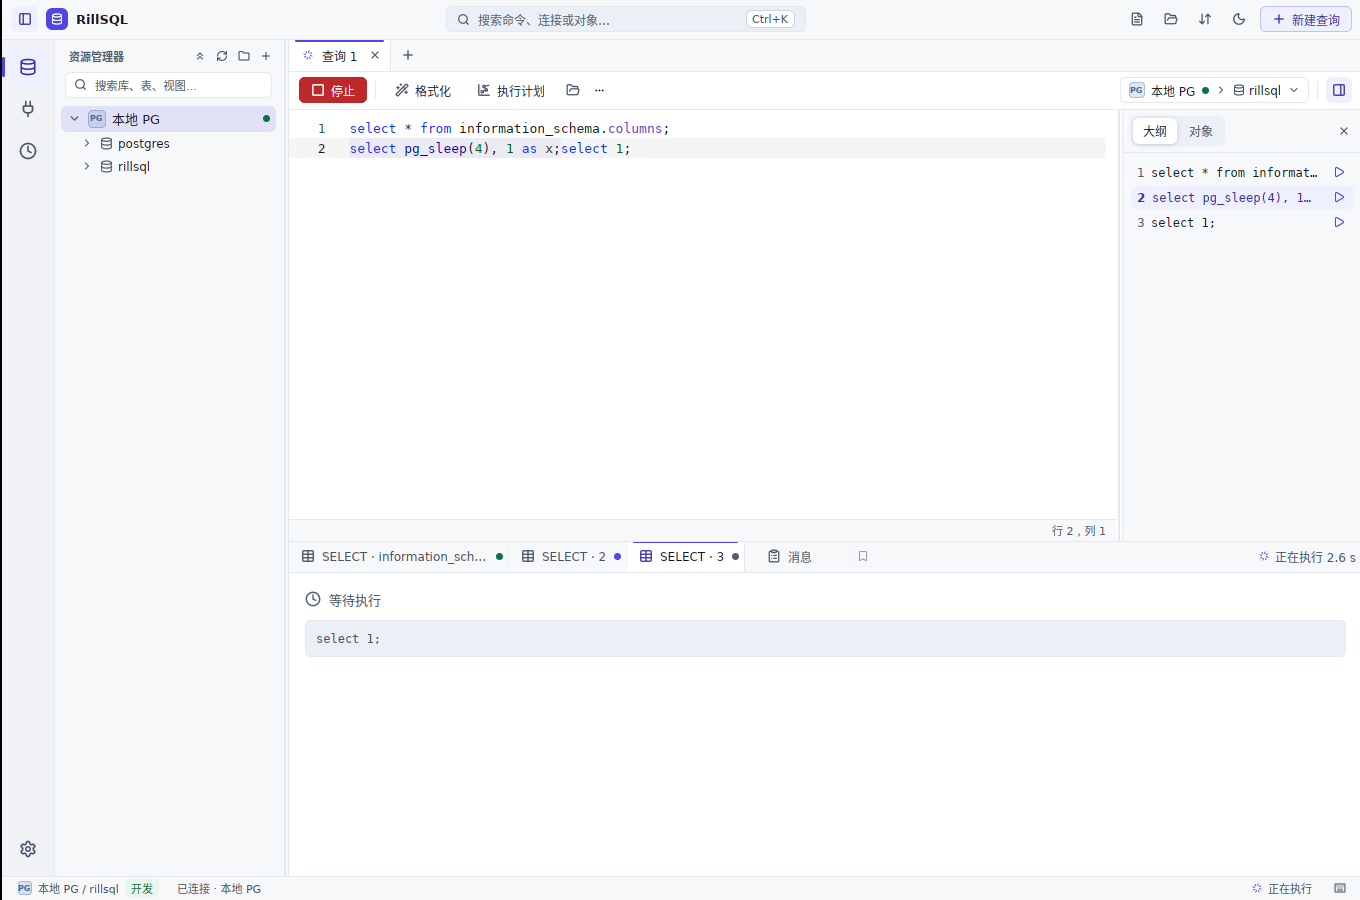 RillSQL
搜索命令、连接或对象...
Ctrl+K
新建查询
资源管理器
搜索库、表、视图...
PG 本地 PG
postgres
rillsql
查询 1
停止
格式化
执行计划
PG 本地 PG
rillsql
1 select * from information_schema.columns;
2 select pg_sleep(4), 1 as x;select 1;
行 2 , 列 1
大纲
对象
1 select * from informat…
2 select pg_sleep(4), 1…
3 select 1;
SELECT · information_sch...
SELECT · 2
SELECT · 3
消息
正在执行 2.6 s
等待执行
select 1;
PG 本地 PG / rillsql
开发
已连接 · 本地 PG
正在执行